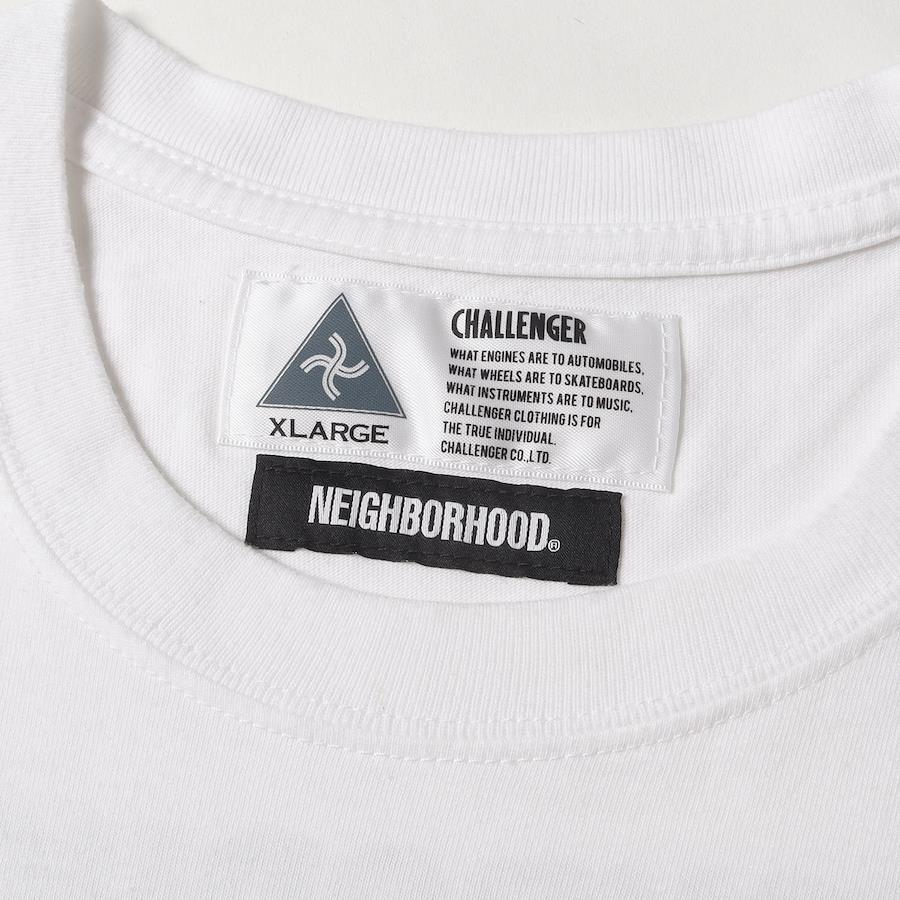 XLARGE
CHALLENGER
WHAT ENGINES ARE TO AUTOMOBILES,
WHAT WHEELS ARE TO SKATEBOARDS,
WHAT INSTRUMENTS ARE TO MUSIC,
CHALLENGER CLOTHING IS FOR
THE TRUE INDIVIDUAL.
CHALLENGER CO.,LTD.
NEIGHBORHOOD®